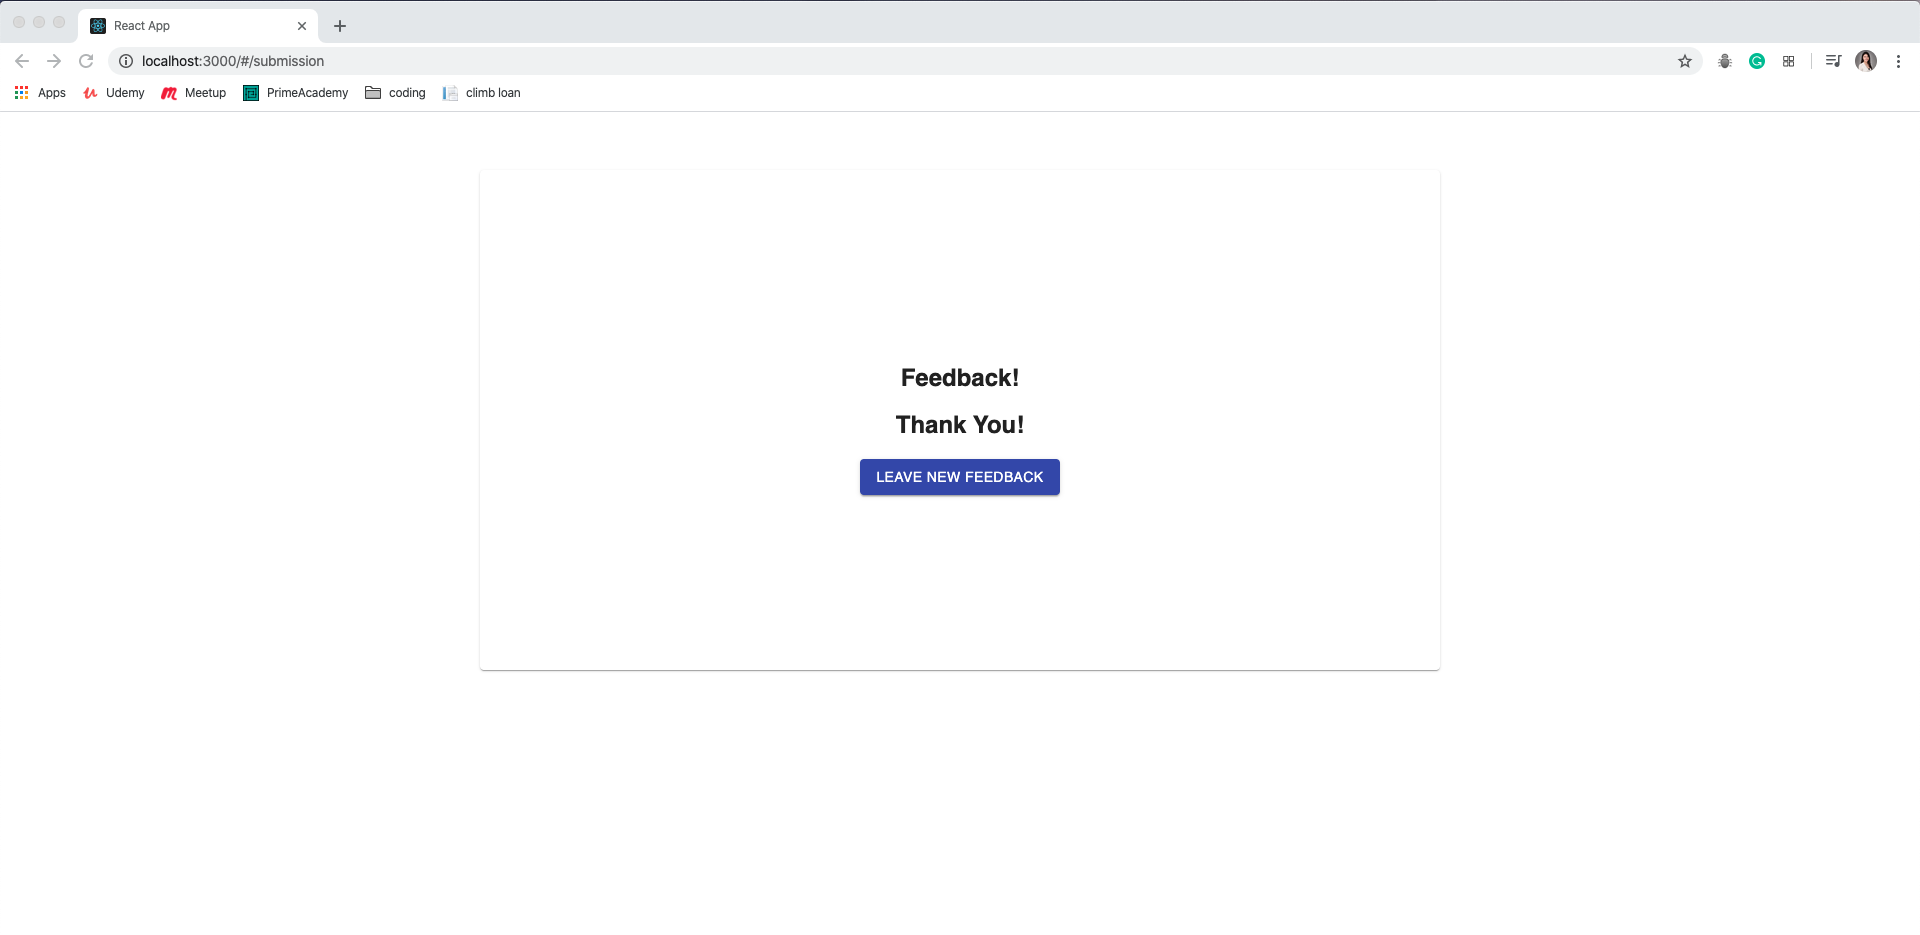 React App
localhost:3000/#/submission
Apps Udemy Meetup PrimeAcademy coding climb loan
Feedback!
Thank You!
LEAVE NEW FEEDBACK